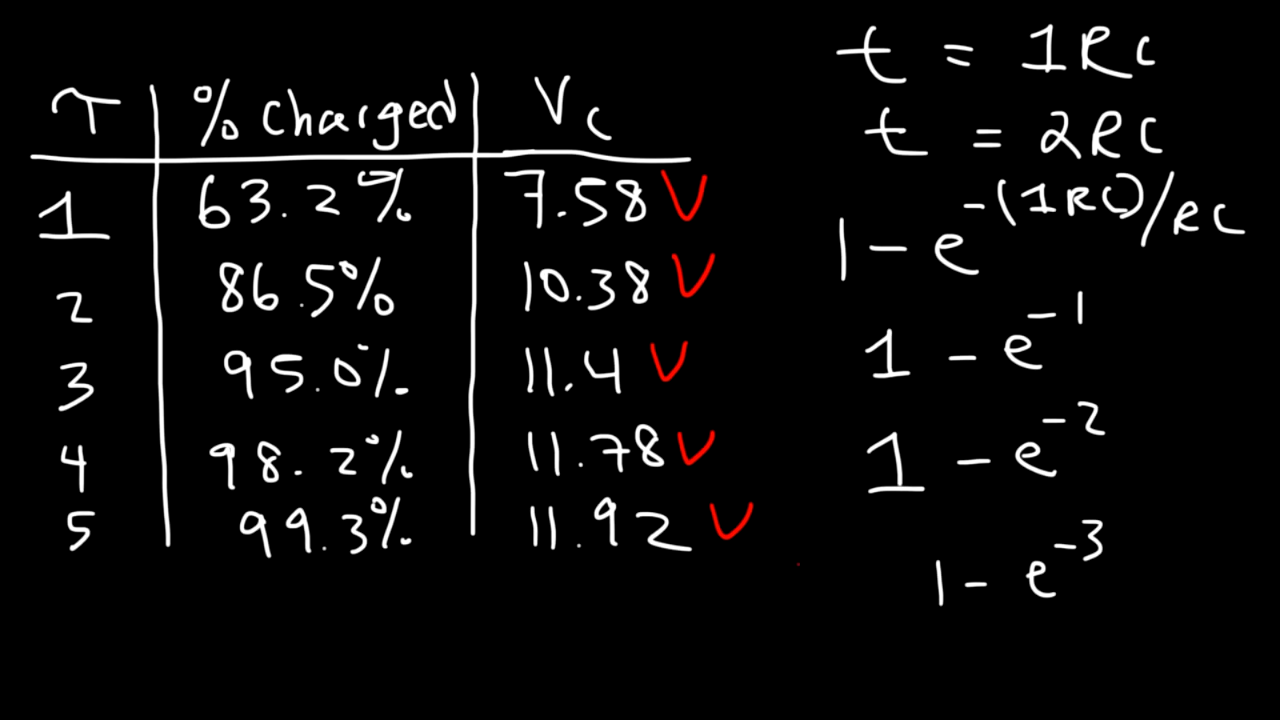 τ % charged Vc
1 63.2% 7.58 V
2 86.5% 10.38 V
3 95.0% 11.4 V
4 98.2% 11.78 V
5 99.3% 11.92 V
t = 1RC
t = 2RC
1 - e^-(1RC)/RC
1 - e^-1
1 - e^-2
1 - e^-3